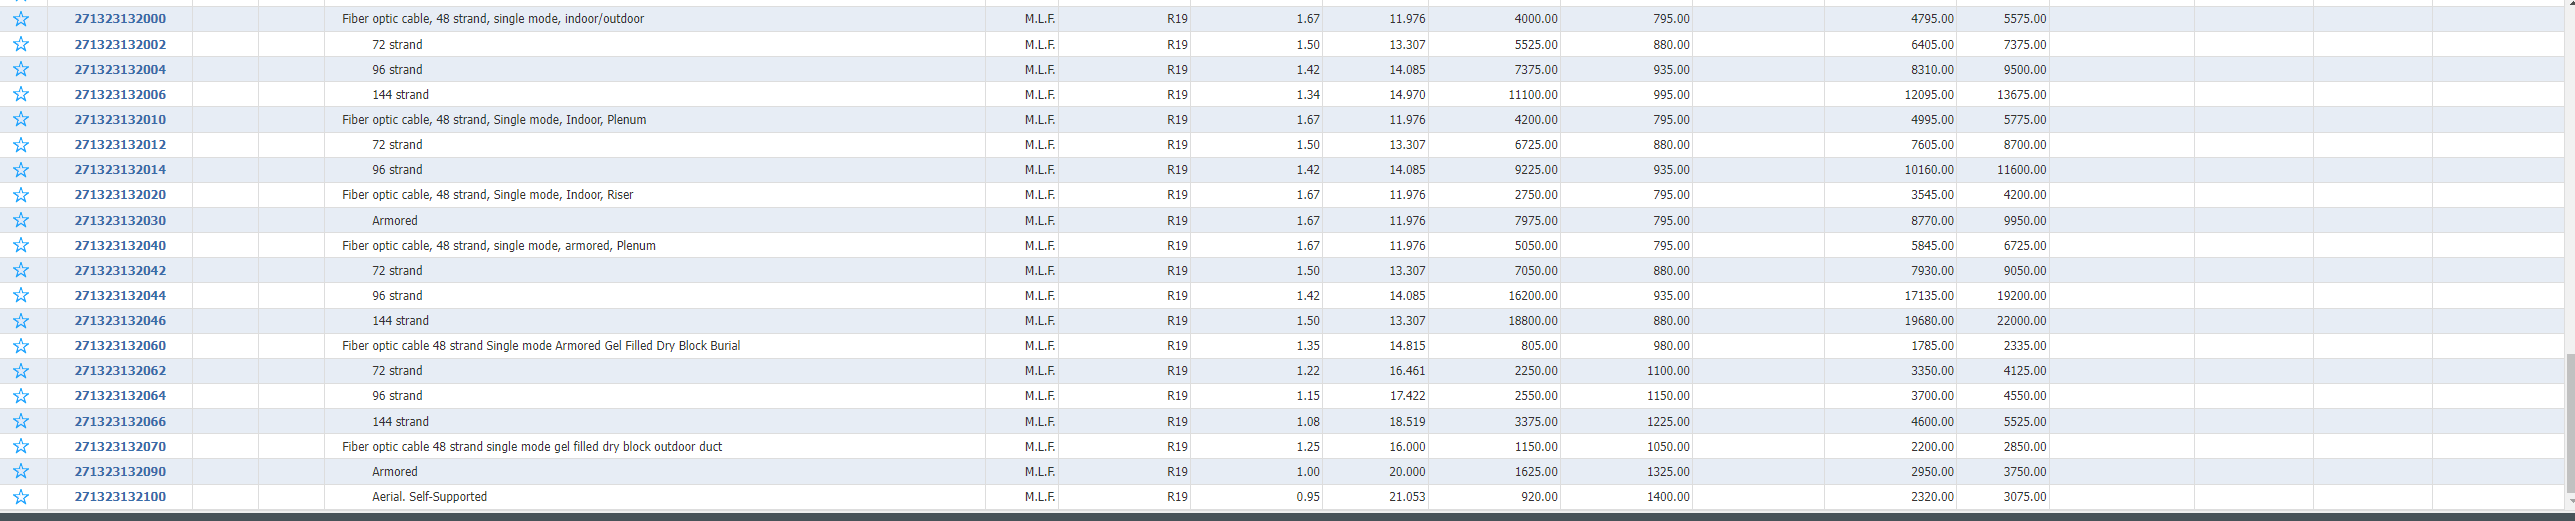 271323132000 Fiber optic cable, 48 strand, single mode, indoor/outdoor M.L.F. R19 1.67 11.976 4000.00 795.00 4795.00 5575.00
271323132002 72 strand M.L.F. R19 1.50 13.307 5525.00 880.00 6405.00 7375.00
271323132004 96 strand M.L.F. R19 1.42 14.085 7375.00 935.00 8310.00 9500.00
271323132006 144 strand M.L.F. R19 1.34 14.970 11100.00 995.00 12095.00 13675.00
271323132010 Fiber optic cable, 48 strand, Single mode, Indoor, Plenum M.L.F. R19 1.67 11.976 4200.00 795.00 4995.00 5775.00
271323132012 72 strand M.L.F. R19 1.50 13.307 6725.00 880.00 7605.00 8700.00
271323132014 96 strand M.L.F. R19 1.42 14.085 9225.00 935.00 10160.00 11600.00
271323132020 Fiber optic cable, 48 strand, Single mode, Indoor, Riser M.L.F. R19 1.67 11.976 2750.00 795.00 3545.00 4200.00
271323132030 Armored M.L.F. R19 1.67 11.976 7975.00 795.00 8770.00 9950.00
271323132040 Fiber optic cable, 48 strand, single mode, armored, Plenum M.L.F. R19 1.67 11.976 5050.00 795.00 5845.00 6725.00
271323132042 72 strand M.L.F. R19 1.50 13.307 7050.00 880.00 7930.00 9050.00
271323132044 96 strand M.L.F. R19 1.42 14.085 16200.00 935.00 17135.00 19200.00
271323132046 144 strand M.L.F. R19 1.50 13.307 18800.00 880.00 19680.00 22000.00
271323132060 Fiber optic cable 48 strand Single mode Armored Gel Filled Dry Block Burial M.L.F. R19 1.35 14.815 805.00 980.00 1785.00 2335.00
271323132062 72 strand M.L.F. R19 1.22 16.461 2250.00 1100.00 3350.00 4125.00
271323132064 96 strand M.L.F. R19 1.15 17.422 2550.00 1150.00 3700.00 4550.00
271323132066 144 strand M.L.F. R19 1.08 18.519 3375.00 1225.00 4600.00 5525.00
271323132070 Fiber optic cable 48 strand single mode gel filled dry block outdoor duct M.L.F. R19 1.25 16.000 1150.00 1050.00 2200.00 2850.00
271323132090 Armored M.L.F. R19 1.00 20.000 1625.00 1325.00 2950.00 3750.00
271323132100 Aerial. Self-Supported M.L.F. R19 0.95 21.053 920.00 1400.00 2320.00 3075.00